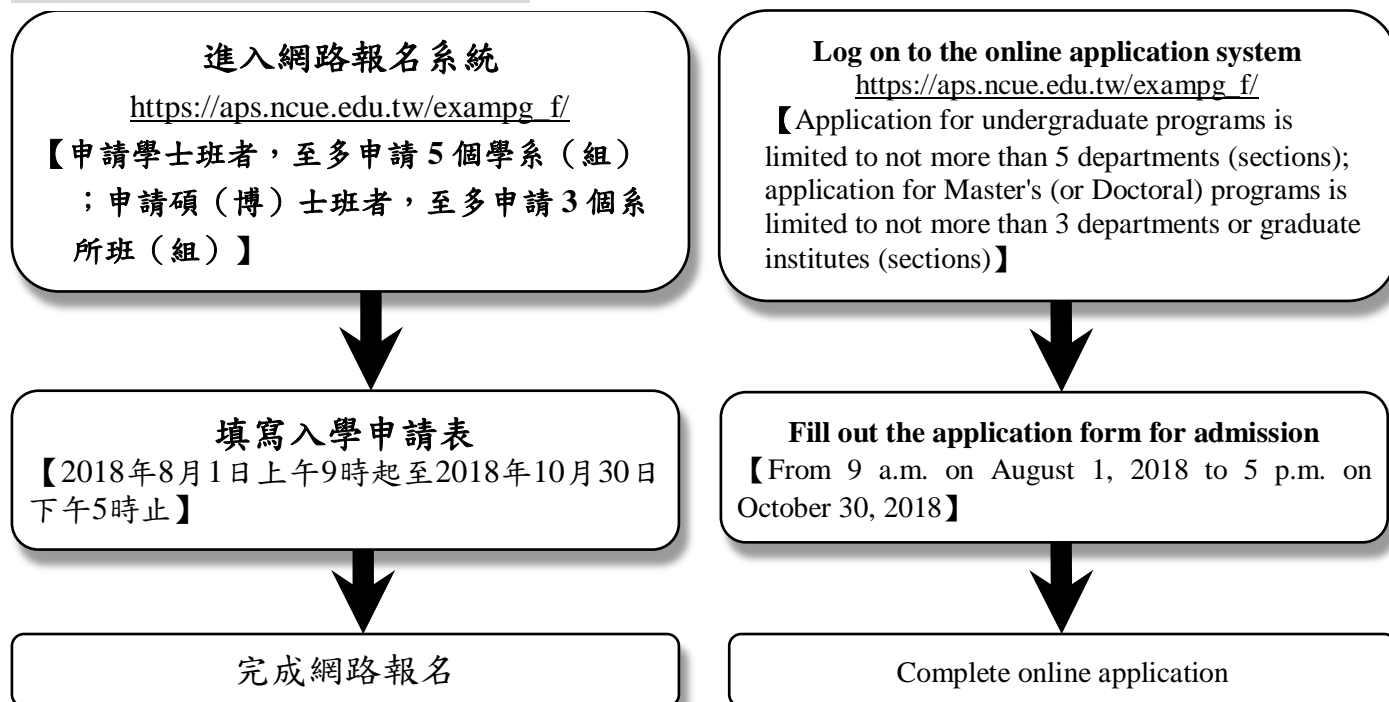 進入網路報名系統
https://aps.ncue.edu.tw/exampg_f/
【申請學士班者，至多申請 5 個學系（組）
；申請碩（博）士班者，至多申請 3 個系
所班（組）】
填寫入學申請表
【2018年8月1日上午9時起至2018年10月30日
下午5時止】
完成網路報名
Log on to the online application system
https://aps.ncue.edu.tw/exampg_f/
【Application for undergraduate programs is
limited to not more than 5 departments (sections);
application for Master's (or Doctoral) programs is
limited to not more than 3 departments or graduate
institutes (sections)】
Fill out the application form for admission
【From 9 a.m. on August 1, 2018 to 5 p.m. on
October 30, 2018】
Complete online application